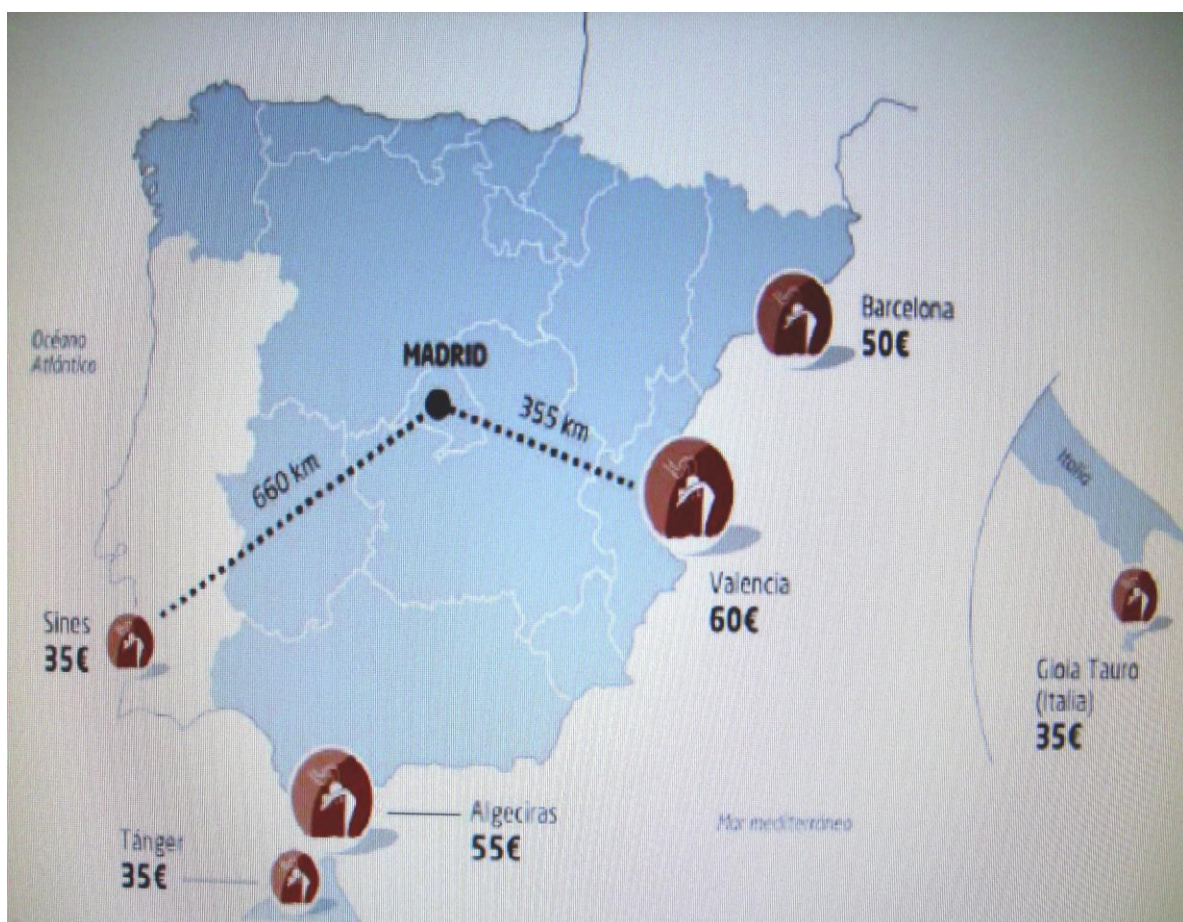 Océano
Atlántico
MADRID
355 km
660 km
Barcelona
50€
Italia
Valencia
60€
Sines
35€
Gioia Tauro
(Italia)
35€
Algeciras
55€
Mar mediterráneo
Tánger
35€